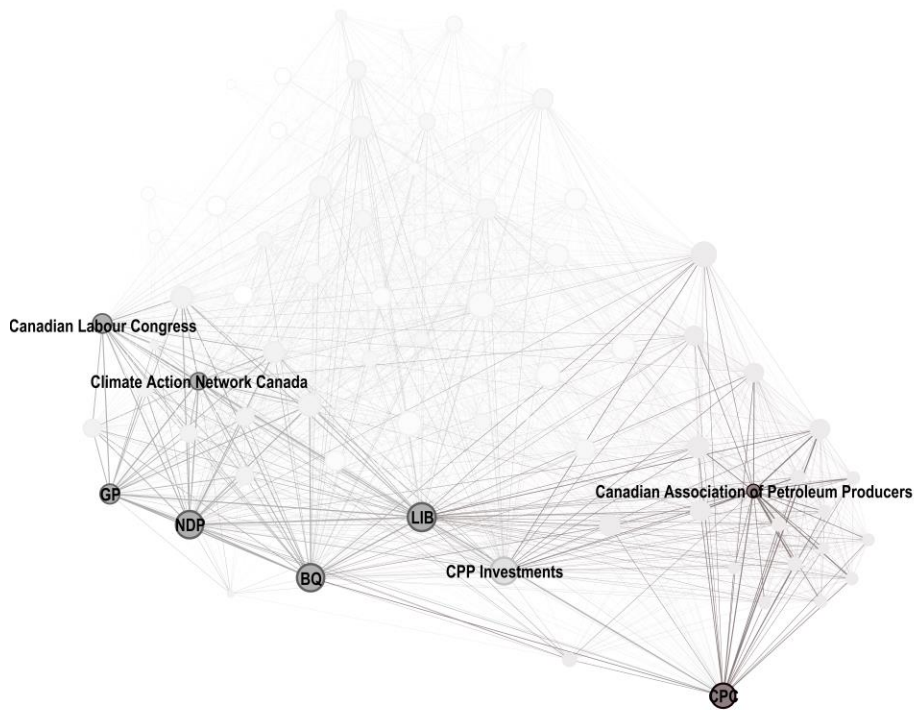 Canadian Labour Congress
Climate Action Network Canada
GP
Canadian Association of Petroleum Producers
NDP
LIB
BQ
CPP Investments
CPC